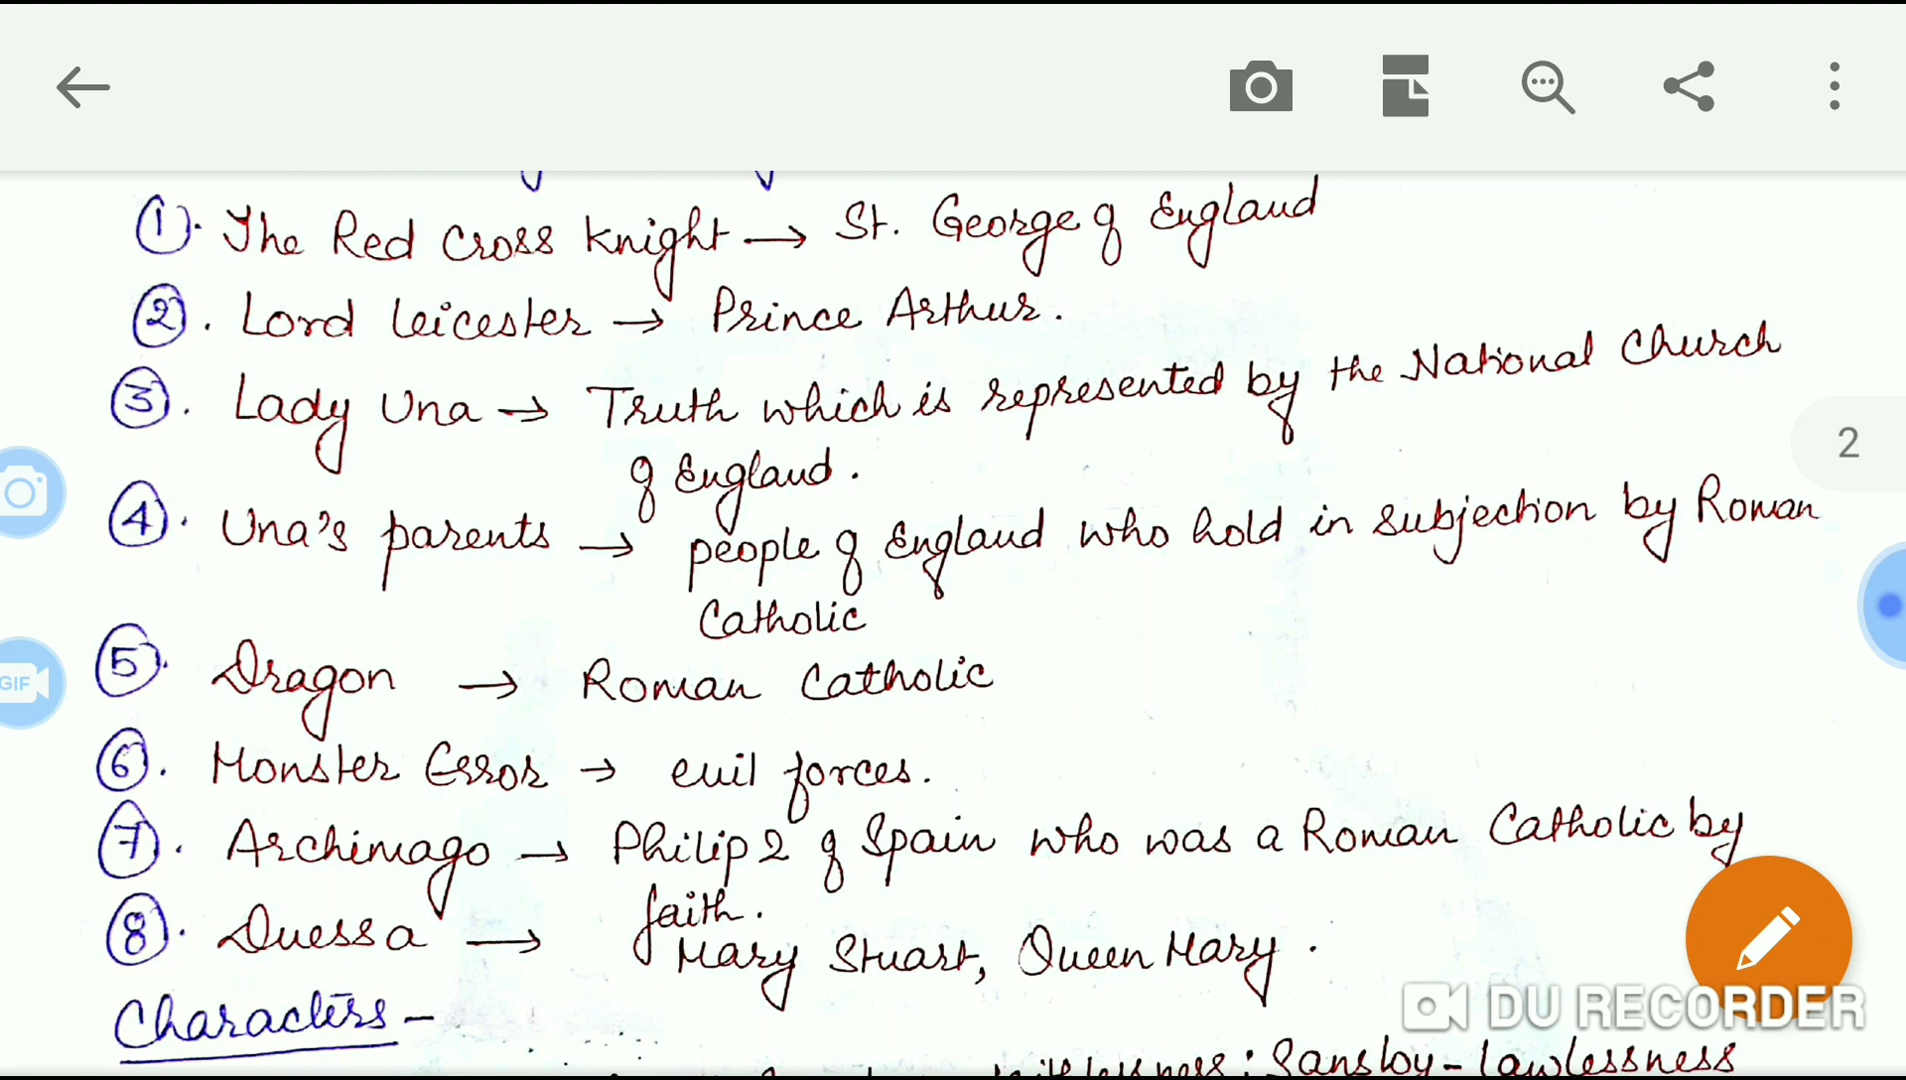 1. The Red Cross Knight → St. George of England
2. Lord Leicester → Prince Arthur.
3. Lady Una → Truth which is represented by the National Church
of England.
2
4. Una's parents → people of England who hold in subjection by Roman
Catholic
5. Dragon → Roman Catholic
GIF
6. Monster Error → evil forces.
7. Archimago → Philip 2 of Spain who was a Roman Catholic by
faith.
8. Duessa → Mary Stuart, Queen Mary.
DU RECORDER
Characters -
: Sansloy - lawlessness